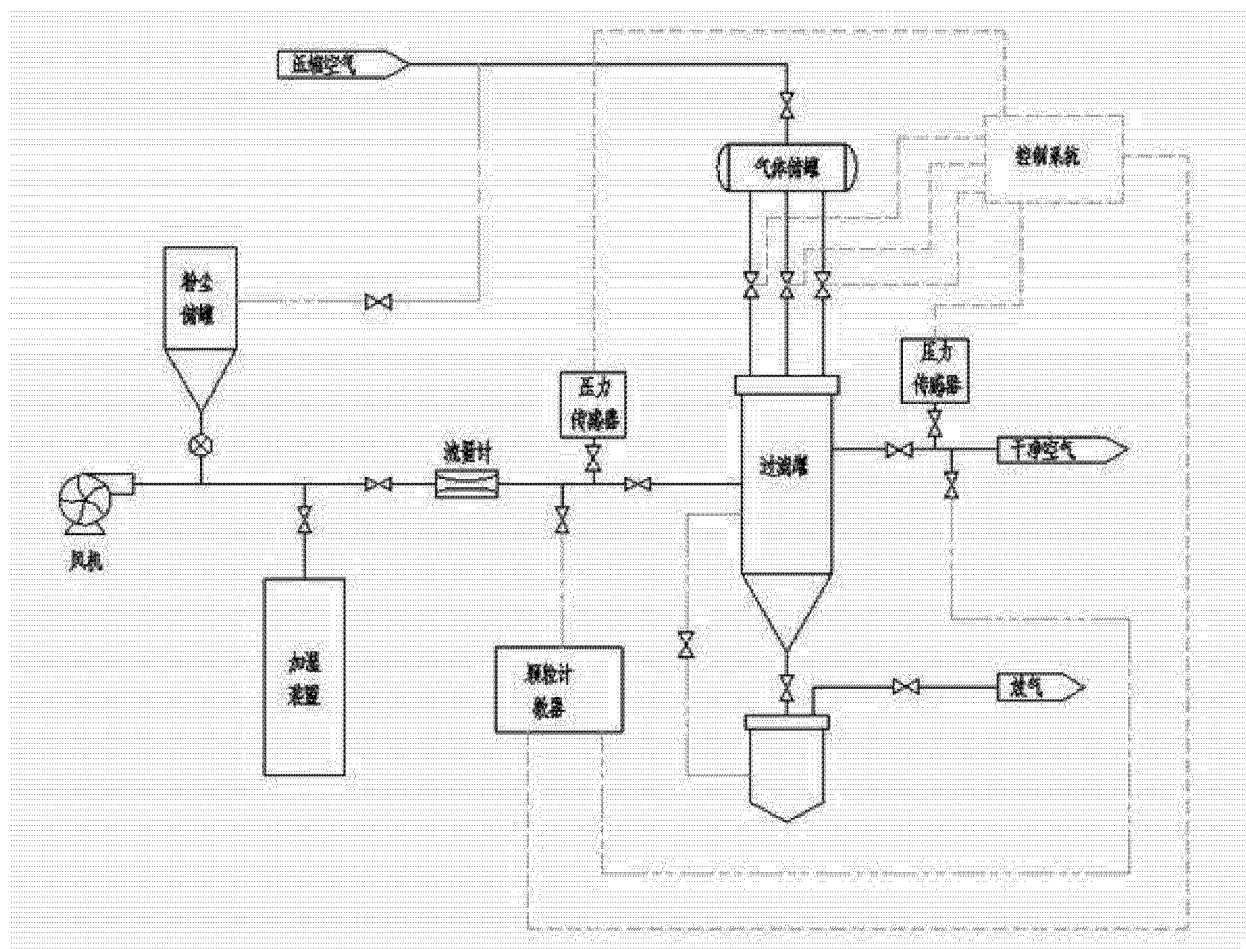 压缩空气
气体储罐
控制系统
粉尘
储罐
压力
传感器
压力
传感器
流量计
过滤罐
干净空气
风机
加湿
装置
颗粒计
数器
放气